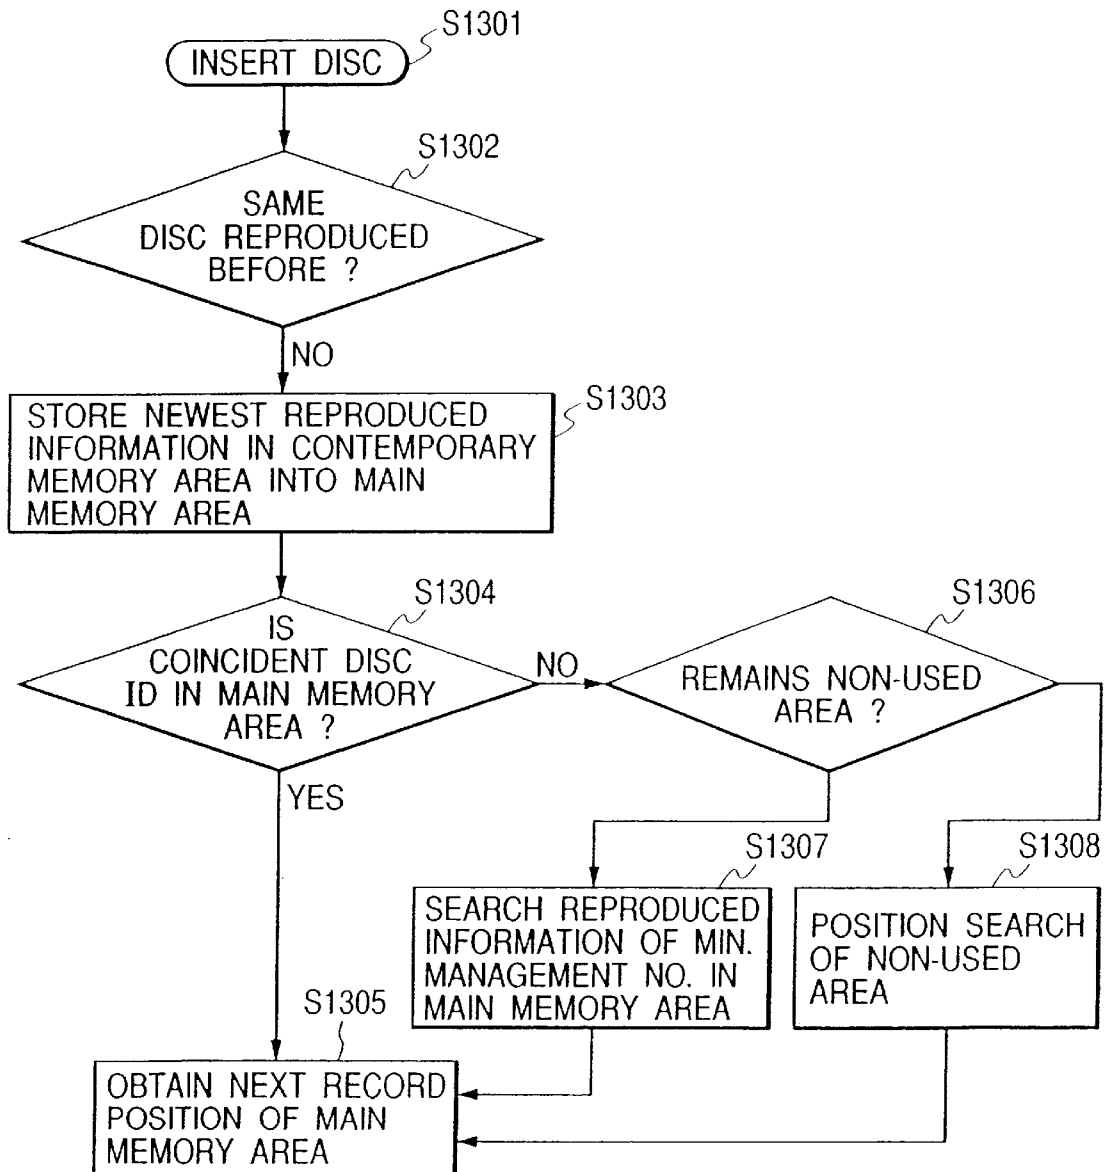 S1301
INSERT DISC
S1302
SAME
DISC REPRODUCED
BEFORE ?
NO
S1303
STORE NEWEST REPRODUCED
INFORMATION IN CONTEMPORARY
MEMORY AREA INTO MAIN
MEMORY AREA
S1304
IS
COINCIDENT DISC
ID IN MAIN MEMORY
AREA ?
NO
YES
S1306
REMAINS NON-USED
AREA ?
S1307
SEARCH REPRODUCED
INFORMATION OF MIN.
MANAGEMENT NO. IN
MAIN MEMORY AREA
S1308
POSITION SEARCH
OF NON-USED
AREA
S1305
OBTAIN NEXT RECORD
POSITION OF MAIN
MEMORY AREA